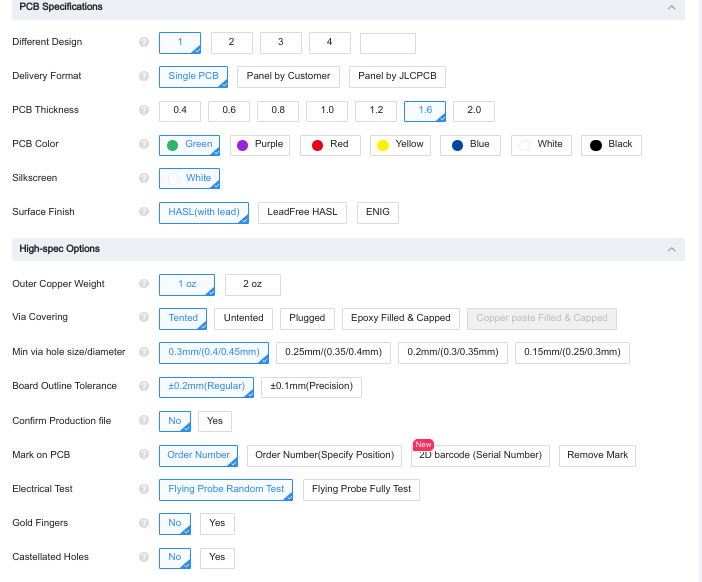 PCB Specifications
Different Design ? 1 2 3 4
Delivery Format ? Single PCB Panel by Customer Panel by JLCPCB
PCB Thickness ? 0.4 0.6 0.8 1.0 1.2 1.6 2.0
PCB Color ? Green Purple Red Yellow Blue White Black
Silkscreen ? White
Surface Finish ? HASL(with lead) LeadFree HASL ENIG
High-spec Options
Outer Copper Weight ? 1 oz 2 oz
Via Covering ? Tented Untented Plugged Epoxy Filled & Capped Copper paste Filled & Capped
Min via hole size/diameter ? 0.3mm/(0.4/0.45mm) 0.25mm/(0.35/0.4mm) 0.2mm/(0.3/0.35mm) 0.15mm/(0.25/0.3mm)
Board Outline Tolerance ? ±0.2mm(Regular) ±0.1mm(Precision)
Confirm Production file ? No Yes
New
Mark on PCB ? Order Number Order Number(Specify Position) 2D barcode (Serial Number) Remove Mark
Electrical Test ? Flying Probe Random Test Flying Probe Fully Test
Gold Fingers ? No Yes
Castellated Holes ? No Yes